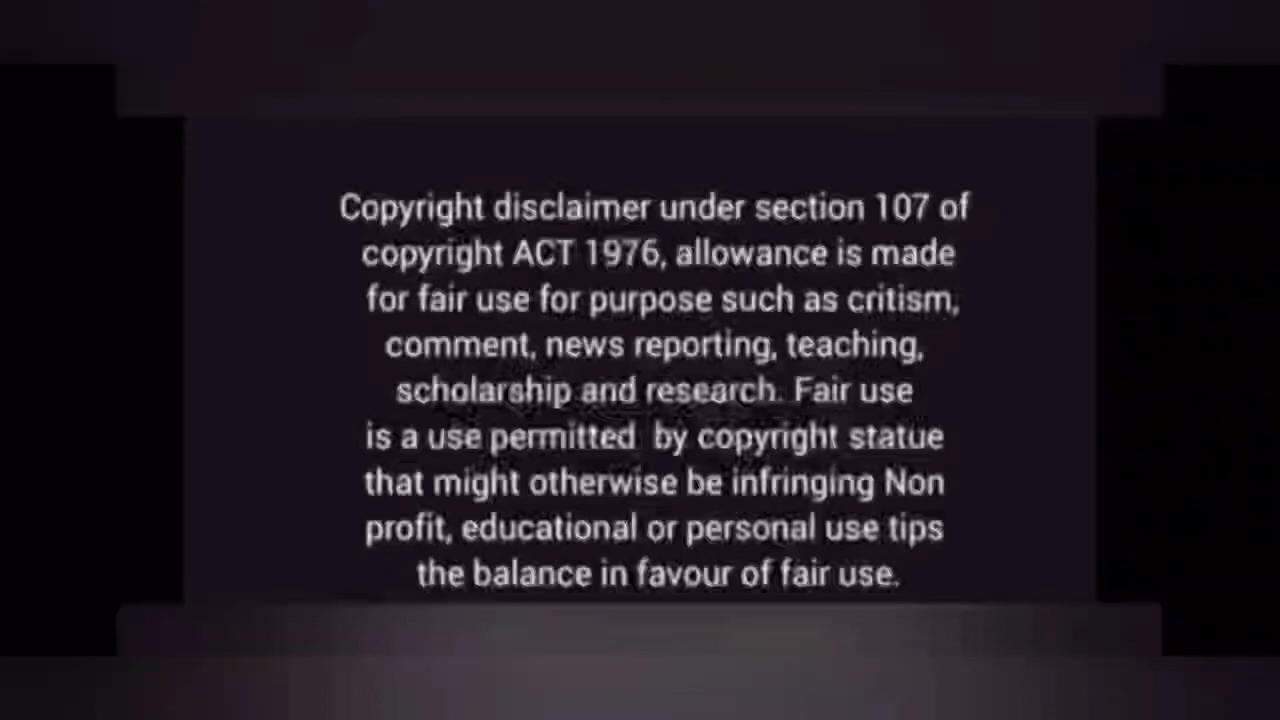 Copyright disclaimer under section 107 of
copyright ACT 1976, allowance is made
for fair use for purpose such as critism,
comment, news reporting, teaching,
scholarship and research. Fair use
is a use permitted by copyright statue
that might otherwise be infringing Non
profit, educational or personal use tips
the balance in favour of fair use.